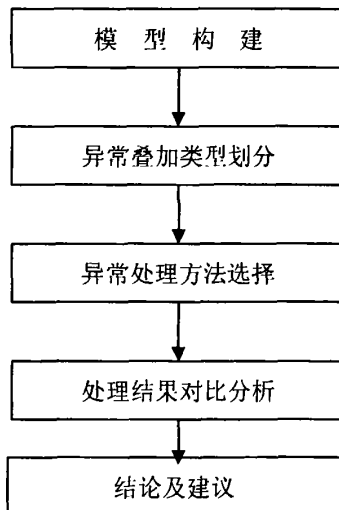 模 型 构 建
异常叠加类型划分
异常处理方法选择
处理结果对比分析
结论及建议